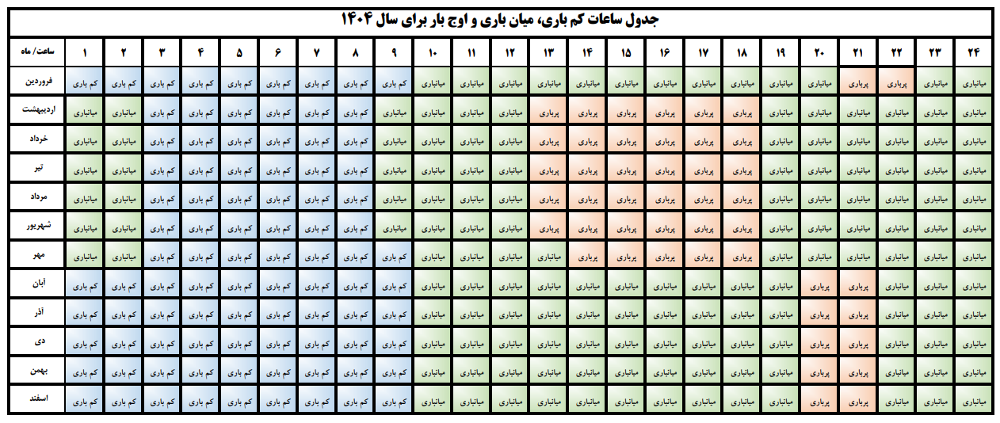 جدول ساعات کم باری، میان باری و اوج بار برای سال ۱۴۰۴
ساعت/ ماه ۱ ۲ ۳ ۴ ۵ ۶ ۷ ۸ ۹ ۱۰ ۱۱ ۱۲ ۱۳ ۱۴ ۱۵ ۱۶ ۱۷ ۱۸ ۱۹ ۲۰ ۲۱ ۲۲ ۲۳ ۲۴
فروردین کم باری کم باری کم باری کم باری کم باری کم باری کم باری کم باری کم باری میانباری میانباری میانباری میانباری میانباری میانباری میانباری میانباری میانباری میانباری میانباری پرباری پرباری میانباری میانباری
اردیبهشت میانباری میانباری کم باری کم باری کم باری کم باری کم باری کم باری میانباری میانباری میانباری میانباری پرباری پرباری پرباری پرباری پرباری پرباری میانباری میانباری میانباری میانباری میانباری میانباری
خرداد میانباری میانباری کم باری کم باری کم باری کم باری کم باری کم باری میانباری میانباری میانباری میانباری پرباری پرباری پرباری پرباری پرباری پرباری میانباری میانباری میانباری میانباری میانباری میانباری
تیر میانباری میانباری کم باری کم باری کم باری کم باری کم باری کم باری میانباری میانباری میانباری میانباری پرباری پرباری پرباری پرباری پرباری پرباری میانباری میانباری میانباری میانباری میانباری میانباری
مرداد میانباری میانباری کم باری کم باری کم باری کم باری کم باری کم باری میانباری میانباری میانباری میانباری پرباری پرباری پرباری پرباری پرباری پرباری میانباری میانباری میانباری میانباری میانباری میانباری
شهریور میانباری میانباری کم باری کم باری کم باری کم باری کم باری کم باری میانباری میانباری میانباری میانباری پرباری پرباری پرباری پرباری پرباری پرباری میانباری میانباری میانباری میانباری میانباری میانباری
مهر میانباری میانباری کم باری کم باری کم باری کم باری کم باری کم باری کم باری میانباری میانباری میانباری میانباری پرباری پرباری پرباری پرباری پرباری میانباری میانباری میانباری میانباری میانباری میانباری
آبان کم باری کم باری کم باری کم باری کم باری کم باری کم باری کم باری کم باری میانباری میانباری میانباری میانباری میانباری میانباری میانباری میانباری میانباری میانباری پرباری پرباری میانباری میانباری میانباری
آذر کم باری کم باری کم باری کم باری کم باری کم باری کم باری کم باری کم باری میانباری میانباری میانباری میانباری میانباری میانباری میانباری میانباری میانباری میانباری پرباری پرباری میانباری میانباری میانباری
دی کم باری کم باری کم باری کم باری کم باری کم باری کم باری کم باری کم باری میانباری میانباری میانباری میانباری میانباری میانباری میانباری میانباری میانباری میانباری پرباری پرباری میانباری میانباری میانباری
بهمن کم باری کم باری کم باری کم باری کم باری کم باری کم باری کم باری کم باری میانباری میانباری میانباری میانباری میانباری میانباری میانباری میانباری میانباری میانباری پرباری پرباری میانباری میانباری میانباری
اسفند کم باری کم باری کم باری کم باری کم باری کم باری کم باری کم باری کم باری میانباری میانباری میانباری میانباری میانباری میانباری میانباری میانباری میانباری میانباری پرباری پرباری میانباری میانباری میانباری